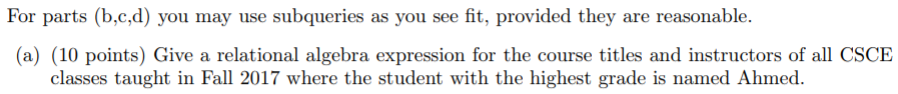 For parts (b,c,d) you may use subqueries as you see fit, provided they are reasonable.
(a) (10 points) Give a relational algebra expression for the course titles and instructors of all CSCE
classes taught in Fall 2017 where the student with the highest grade is named Ahmed.